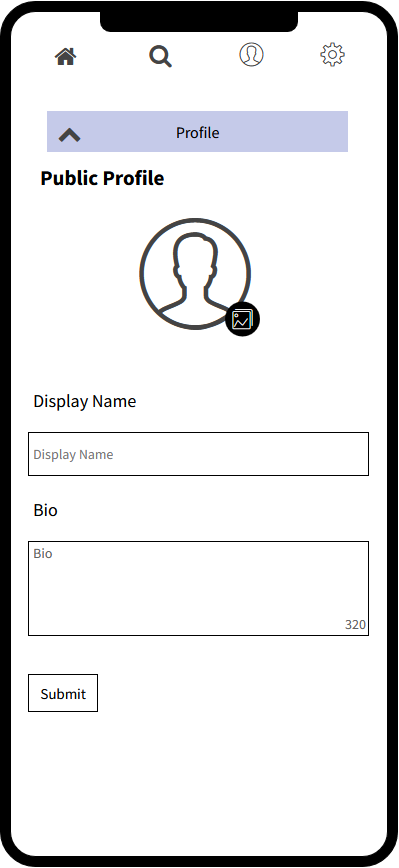 Profile
Public Profile
Display Name
Display Name
Bio
Bio
320
Submit